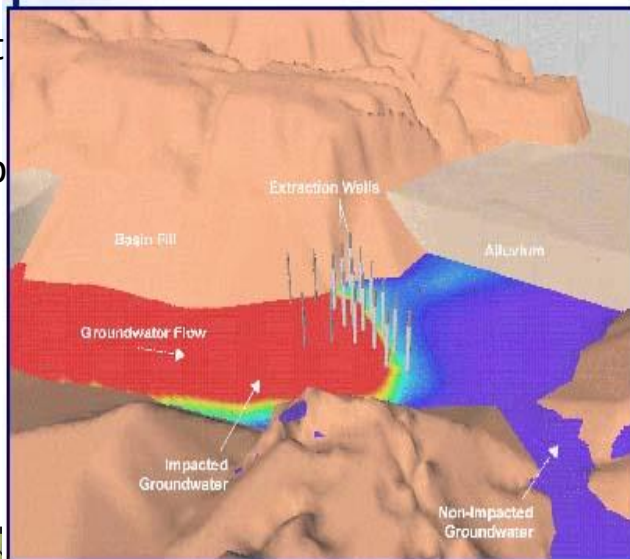 Extraction Wells
Basin Fill
Alluvium
Groundwater Flow
Impacted
Groundwater
Non-Impacted
Groundwater